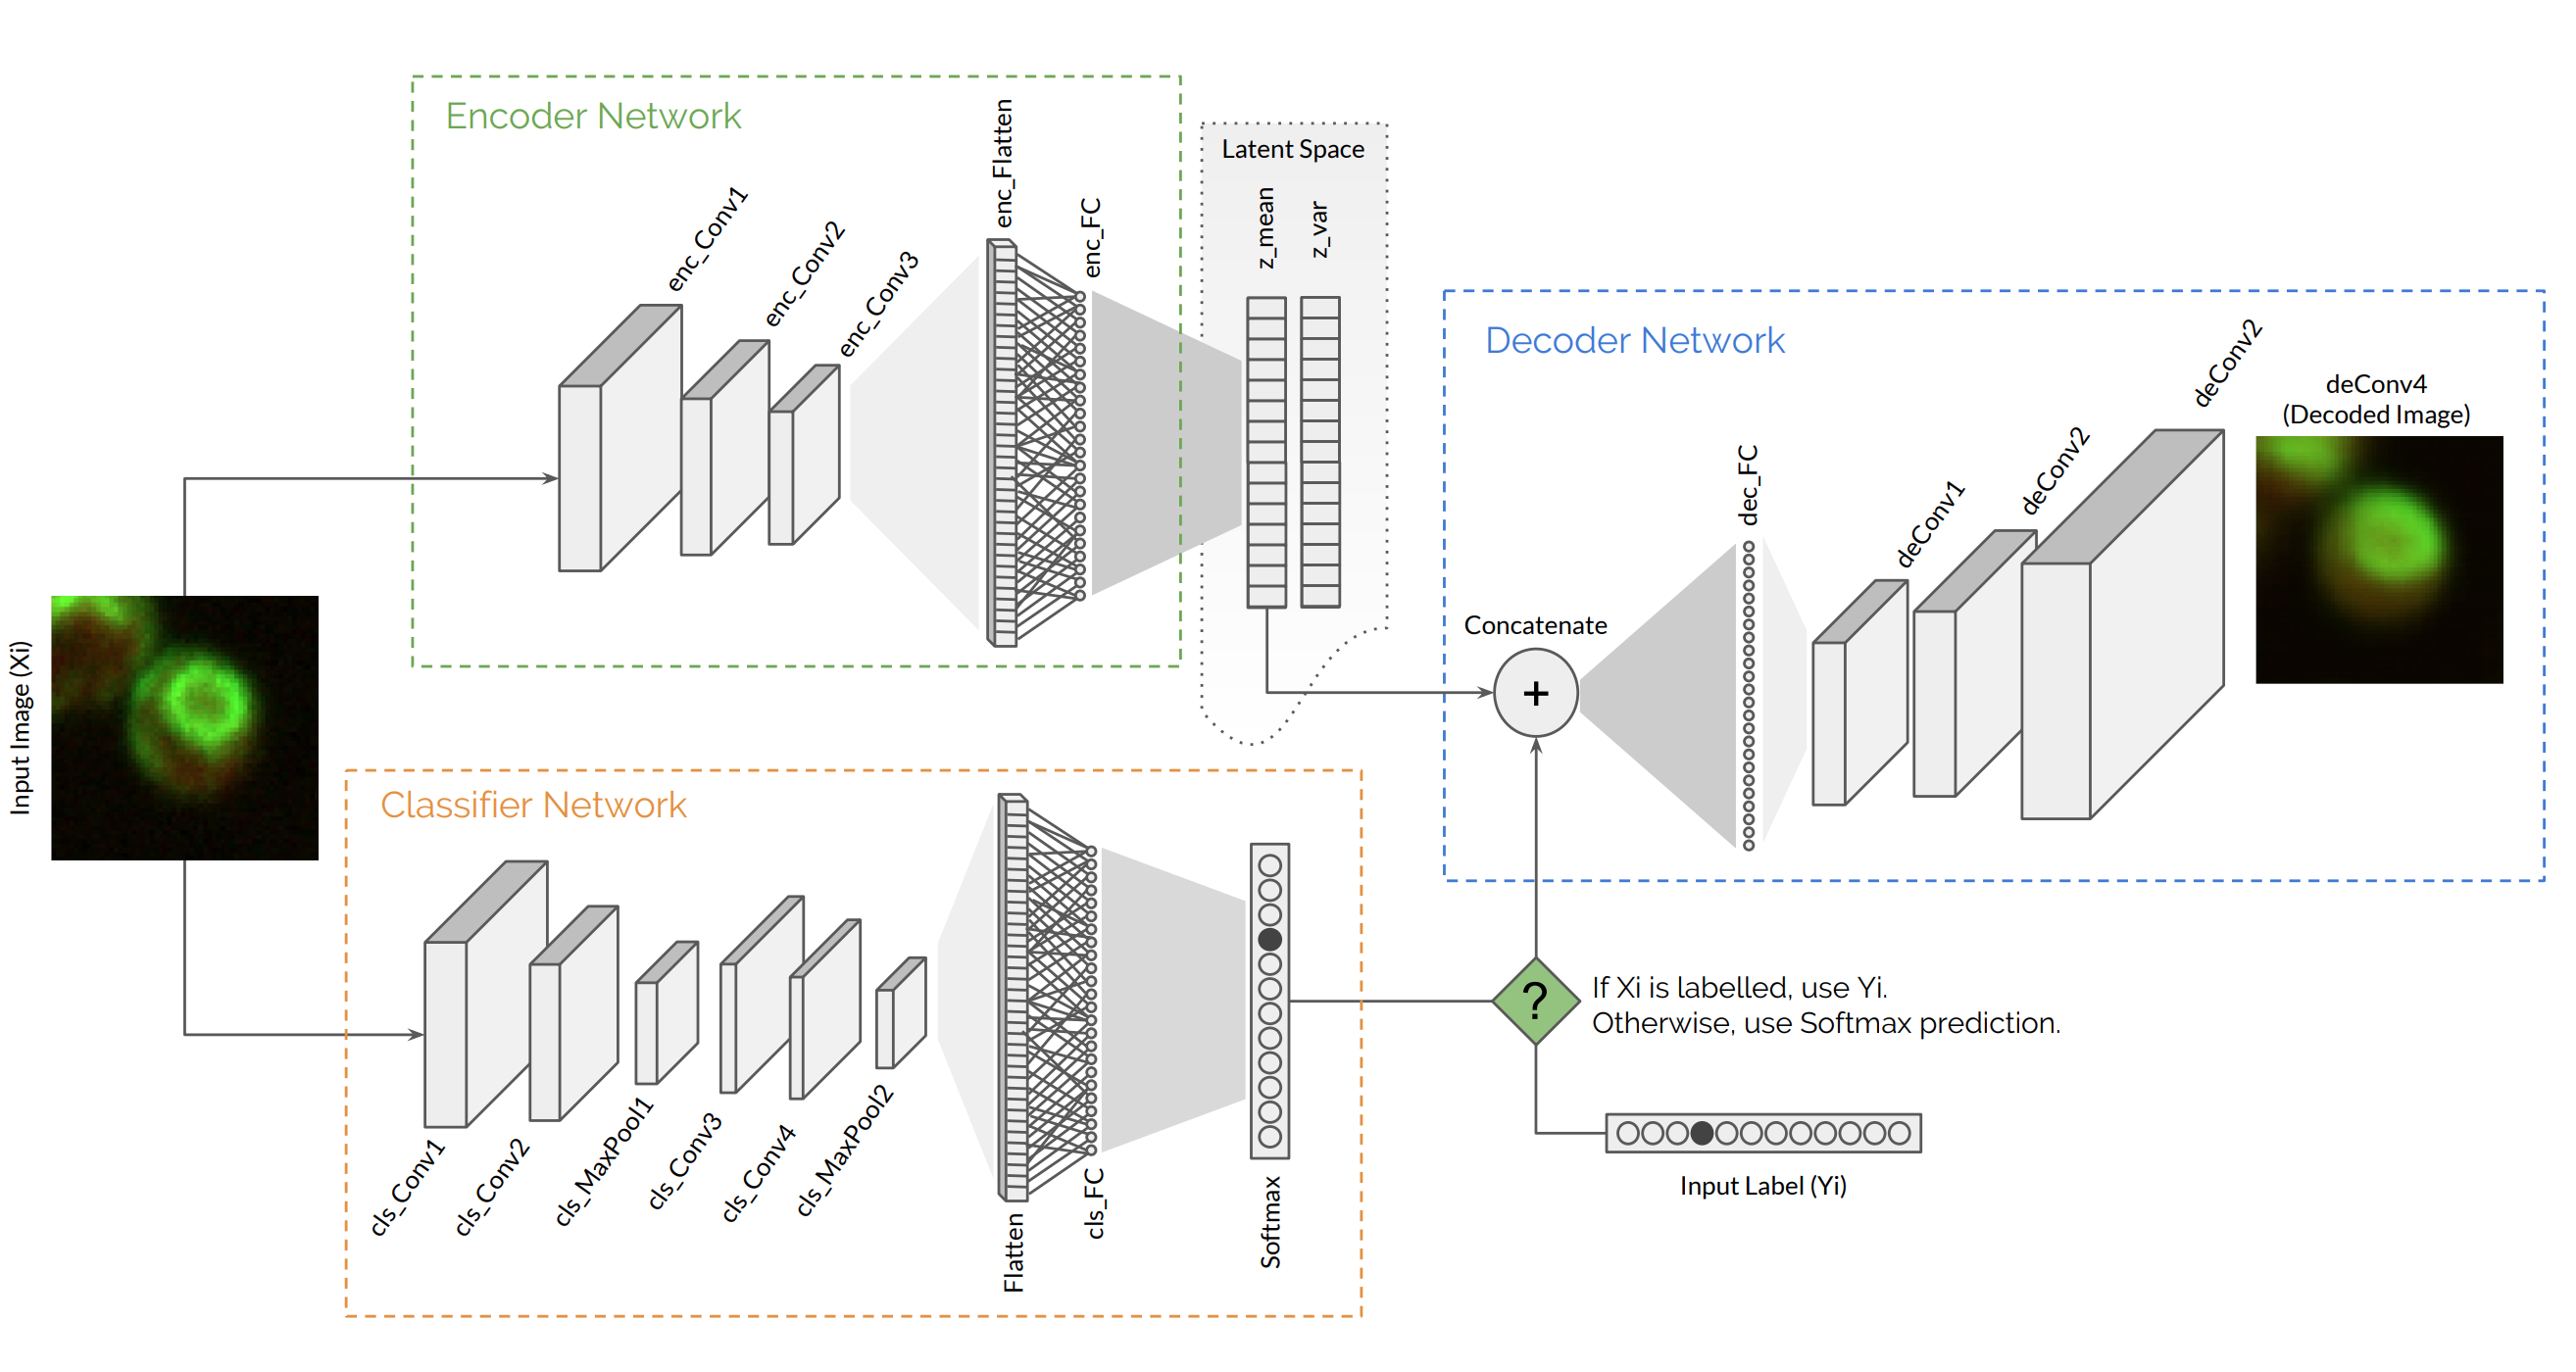 Encoder Network
enc_Conv1
enc_Conv2
enc_Conv3
enc_Flatten
enc_FC
Latent Space
z_mean
z_var
Decoder Network
Concatenate
+
dec_FC
deConv1
deConv2
deConv2
deConv4
(Decoded Image)
Input Image (Xi)
Classifier Network
cls_Conv1
cls_Conv2
cls_MaxPool1
cls_Conv3
cls_Conv4
cls_MaxPool2
Flatten
cls_FC
Softmax
?
If Xi is labelled, use Yi.
Otherwise, use Softmax prediction.
Input Label (Yi)